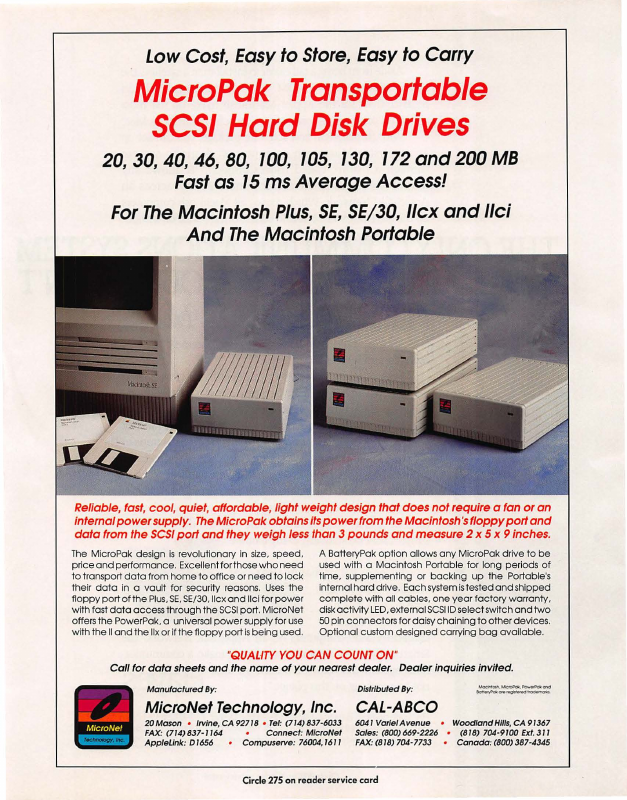 Low Cost, Easy to Store, Easy to Carry
MicroPak Transportable
SCSI Hard Disk Drives
20, 30, 40, 46, 80, 100, 105, 130, 172 and 200 MB
Fast as 15 ms Average Access!
For The Macintosh Plus, SE, SE/30, IIcx and IIci
And The Macintosh Portable
Macintosh SE
Reliable, fast, cool, quiet, affordable, light weight design that does not require a fan or an
internal power supply. The MicroPak obtains its power from the Macintosh's floppy port and
data from the SCSI port and they weigh less than 3 pounds and measure 2 x 5 x 9 inches.
The MicroPak design is revolutionary in size, speed,
price and performance. Excellent for those who need
to transport data from home to office or need to lock
their data in a vault for security reasons. Uses the
floppy port of the Plus, SE, SE/30, IIcx and IIci for power
with fast data access through the SCSI port. MicroNet
offers the PowerPak, a universal power supply for use
with the II and the IIx or if the floppy port is being used.
A BatteryPak option allows any MicroPak drive to be
used with a Macintosh Portable for long periods of
time, supplementing or backing up the Portable's
internal hard drive. Each system is tested and shipped
complete with all cables, one year factory warranty,
disk activity LED, external SCSI ID select switch and two
50 pin connectors for daisy chaining to other devices.
Optional custom designed carrying bag available.
"QUALITY YOU CAN COUNT ON"
Call for data sheets and the name of your nearest dealer. Dealer inquiries invited.
MicroNet
Technology, Inc.
Manufactured By:
MicroNet Technology, Inc.
20 Mason • Irvine, CA 92718 • Tel: (714) 837-6033
FAX: (714) 837-1164 • Connect: MicroNet
AppleLink: D1656 • Compuserve: 76004,1611
Distributed By:
CAL-ABCO
6041 Variel Avenue • Woodland Hills, CA 91367
Sales: (800) 669-2226 • (818) 704-9100 Ext. 311
FAX: (818) 704-7733 • Canada: (800) 387-4345
Macintosh, MicroPak, PowerPak and
BatteryPak are registered trademarks.
Circle 275 on reader service card